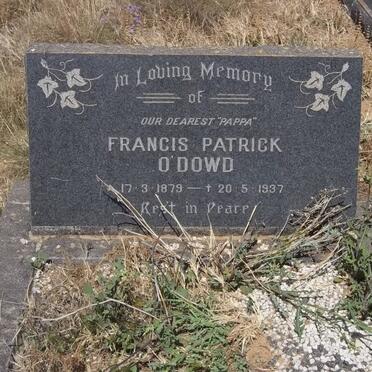 In Loving Memory
of
OUR DEAREST "PAPPA"
FRANCIS PATRICK
O'DOWD
* 17·3·1879 — † 20·5·1937
Rest in Peace